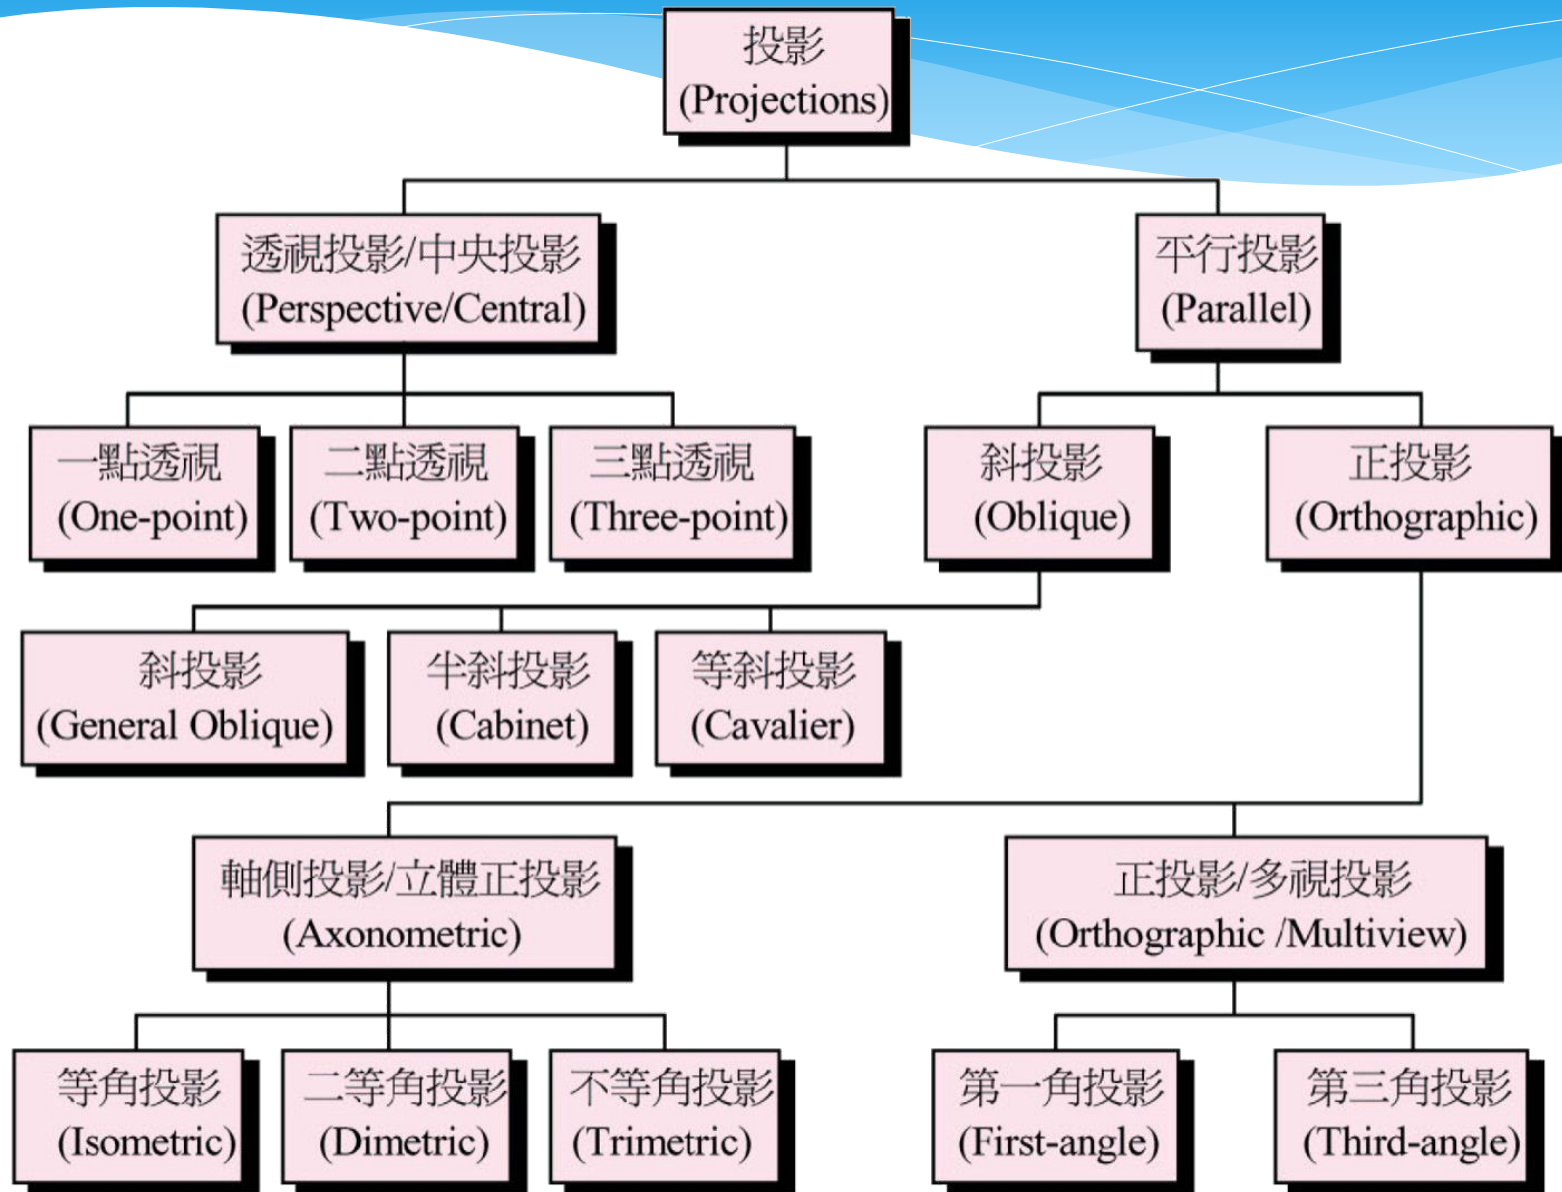 投影
(Projections)
透視投影/中央投影
(Perspective/Central)
平行投影
(Parallel)
一點透視
(One-point)
二點透視
(Two-point)
三點透視
(Three-point)
斜投影
(Oblique)
正投影
(Orthographic)
斜投影
(General Oblique)
半斜投影
(Cabinet)
等斜投影
(Cavalier)
軸側投影/立體正投影
(Axonometric)
正投影/多視投影
(Orthographic /Multiview)
等角投影
(Isometric)
二等角投影
(Dimetric)
不等角投影
(Trimetric)
第一角投影
(First-angle)
第三角投影
(Third-angle)